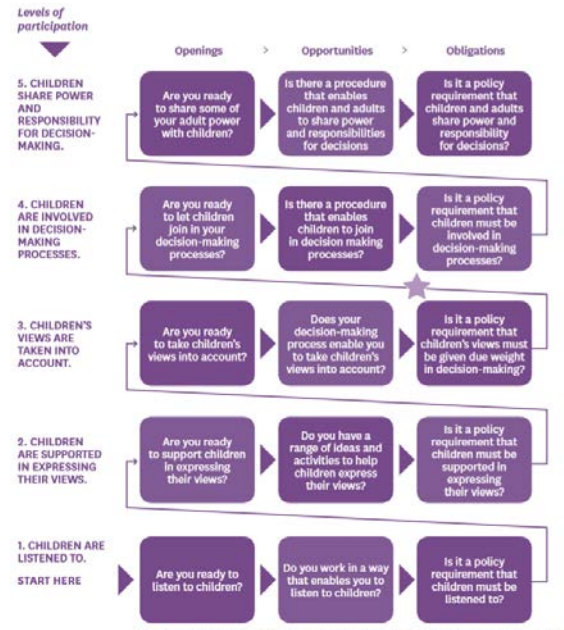 Levels of
participation
Openings > Opportunities > Obligations
5. CHILDREN
SHARE POWER
AND
RESPONSIBILITY
FOR DECISION-
MAKING.
Are you ready
to share some of
your adult power
with children?
Is there a procedure
that enables
children and adults
to share power
and responsibilities
for decisions
Is it a policy
requirement that
children and adults
share power and
responsibility
for decisions?
4. CHILDREN
ARE INVOLVED
IN DECISION-
MAKING
PROCESSES.
Are you ready
to let children
join in your
decision-making
processes?
Is there a procedure
that enables
children to join
in decision making
processes?
Is it a policy
requirement that
children must be
involved in
decision-making
processes?
3. CHILDREN'S
VIEWS ARE
TAKEN INTO
ACCOUNT.
Are you ready
to take children's
views into account?
Does your
decision-making
process enable you
to take children's
views into account?
Is it a policy
requirement that
children's views must
be given due weight
in decision-making?
2. CHILDREN
ARE SUPPORTED
IN EXPRESSING
THEIR VIEWS.
Are you ready
to support children
in expressing
their views?
Do you have a
range of ideas and
activities to help
children express
their views?
Is it a policy
requirement that
children must be
supported in
expressing
their views?
1. CHILDREN ARE
LISTENED TO.
START HERE
Are you ready to
listen to children?
Do you work in a way
that enables you to
listen to children?
Is it a policy
requirement that
children must be
listened to?